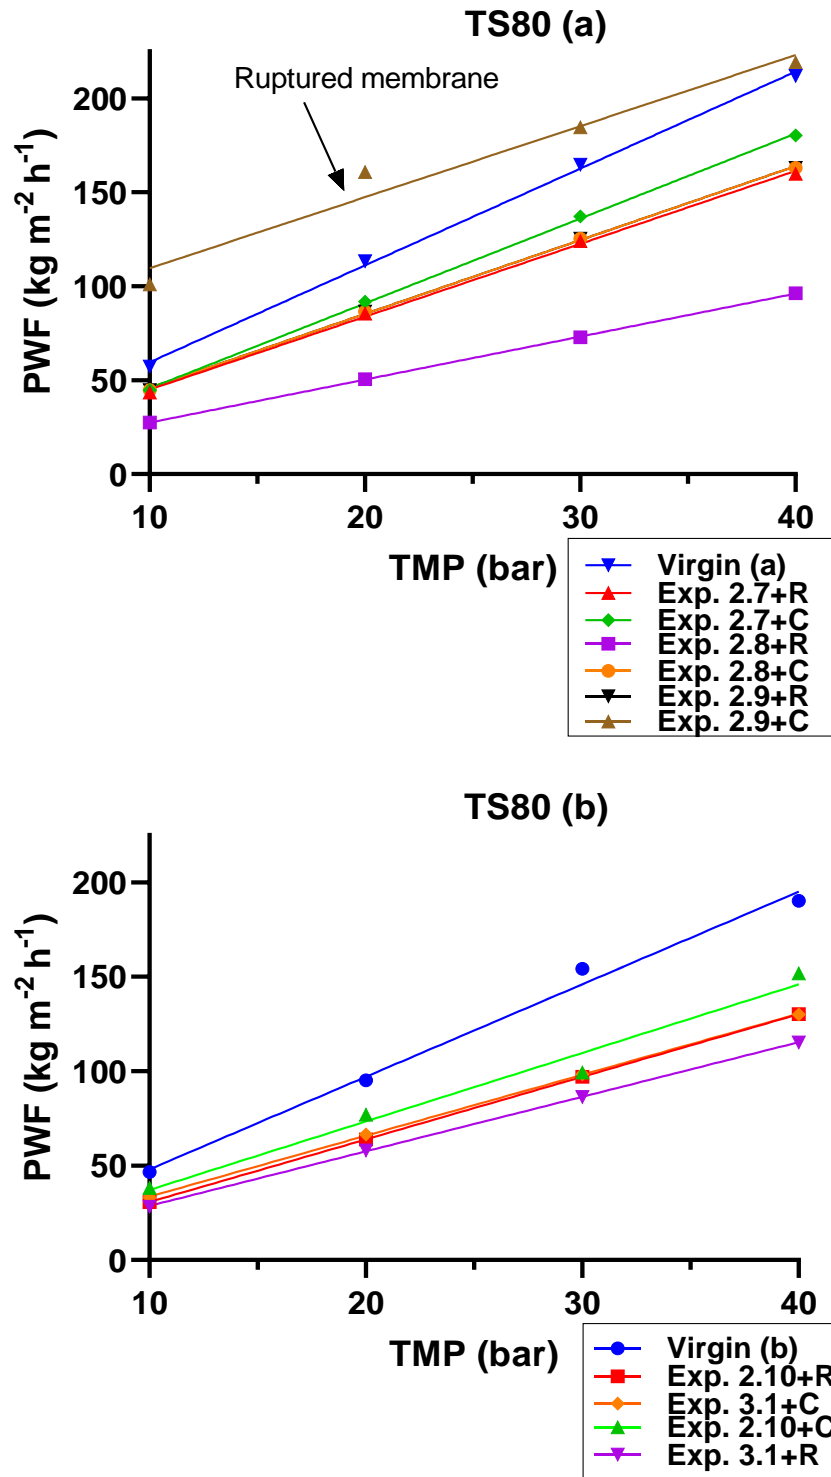 TS80 (a)
Ruptured membrane
PWF (kg m-2 h-1)
200
150
100
50
0
10 20 30 40
TMP (bar)
Virgin (a)
Exp. 2.7+R
Exp. 2.7+C
Exp. 2.8+R
Exp. 2.8+C
Exp. 2.9+R
Exp. 2.9+C
TS80 (b)
PWF (kg m-2 h-1)
200
150
100
50
0
10 20 30 40
TMP (bar)
Virgin (b)
Exp. 2.10+R
Exp. 3.1+C
Exp. 2.10+C
Exp. 3.1+R